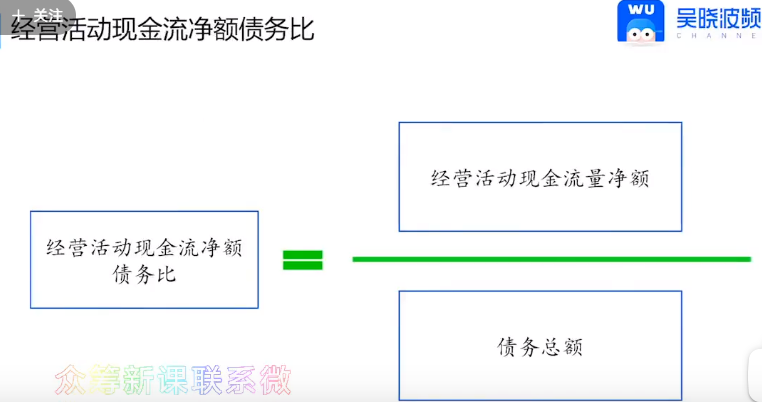 + 关注
经营活动现金流净额债务比
WU
吴晓波频
CHANNE
经营活动现金流量净额
经营活动现金流净额
债务比
债务总额
众筹新课联系微